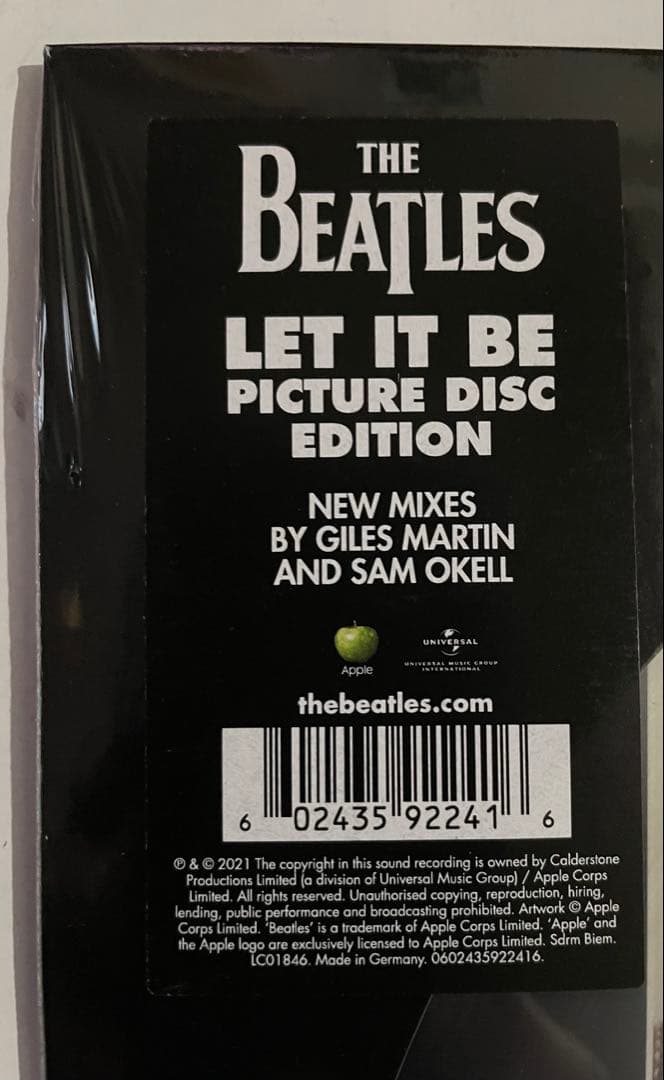 THE
BEATLES
LET IT BE
PICTURE DISC
EDITION
NEW MIXES
BY GILES MARTIN
AND SAM OKELL
Apple
UNIVERSAL
UNIVERSAL MUSIC GROUP
INTERNATIONAL
thebeatles.com
6 02435 92241 6
℗ & © 2021 The copyright in this sound recording is owned by Calderstone
Productions Limited (a division of Universal Music Group) / Apple Corps
Limited. All rights reserved. Unauthorised copying, reproduction, hiring,
lending, public performance and broadcasting prohibited. Artwork © Apple
Corps Limited. 'Beatles' is a trademark of Apple Corps Limited. 'Apple' and
the Apple logo are exclusively licensed to Apple Corps Limited. Sdrm Biem.
LC01846. Made in Germany. 0602435922416.